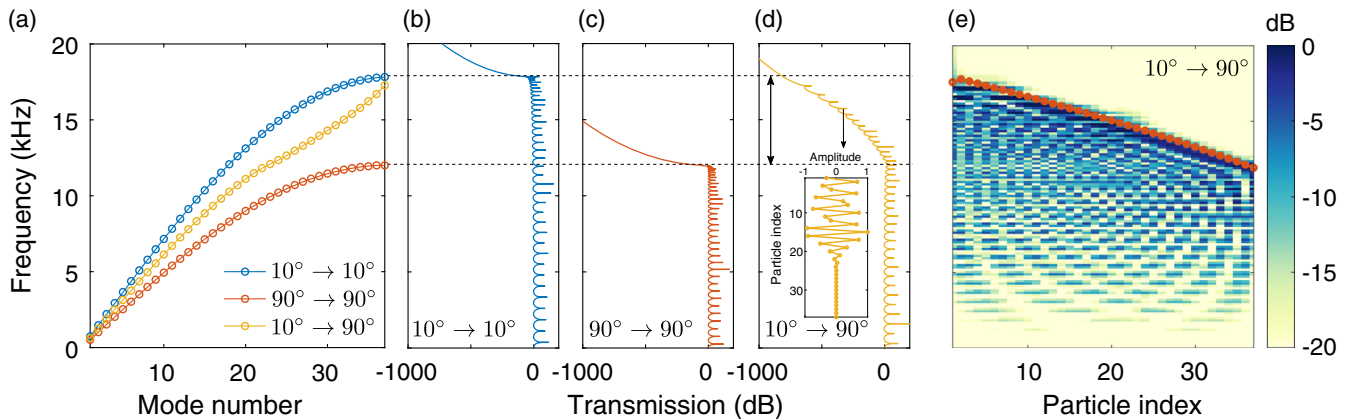 (a)
(b)
(c)
(d)
(e)
dB
20
15
10
5
0
Frequency (kHz)
10° → 10°
90° → 90°
10° → 90°
10
20
30
Mode number
10° → 10°
-1000
0
90° → 90°
-1000
0
Transmission (dB)
Amplitude
-1
0
1
10
20
30
Particle index
10° → 90°
-1000
0
10° → 90°
10
20
30
Particle index
0
-5
-10
-15
-20